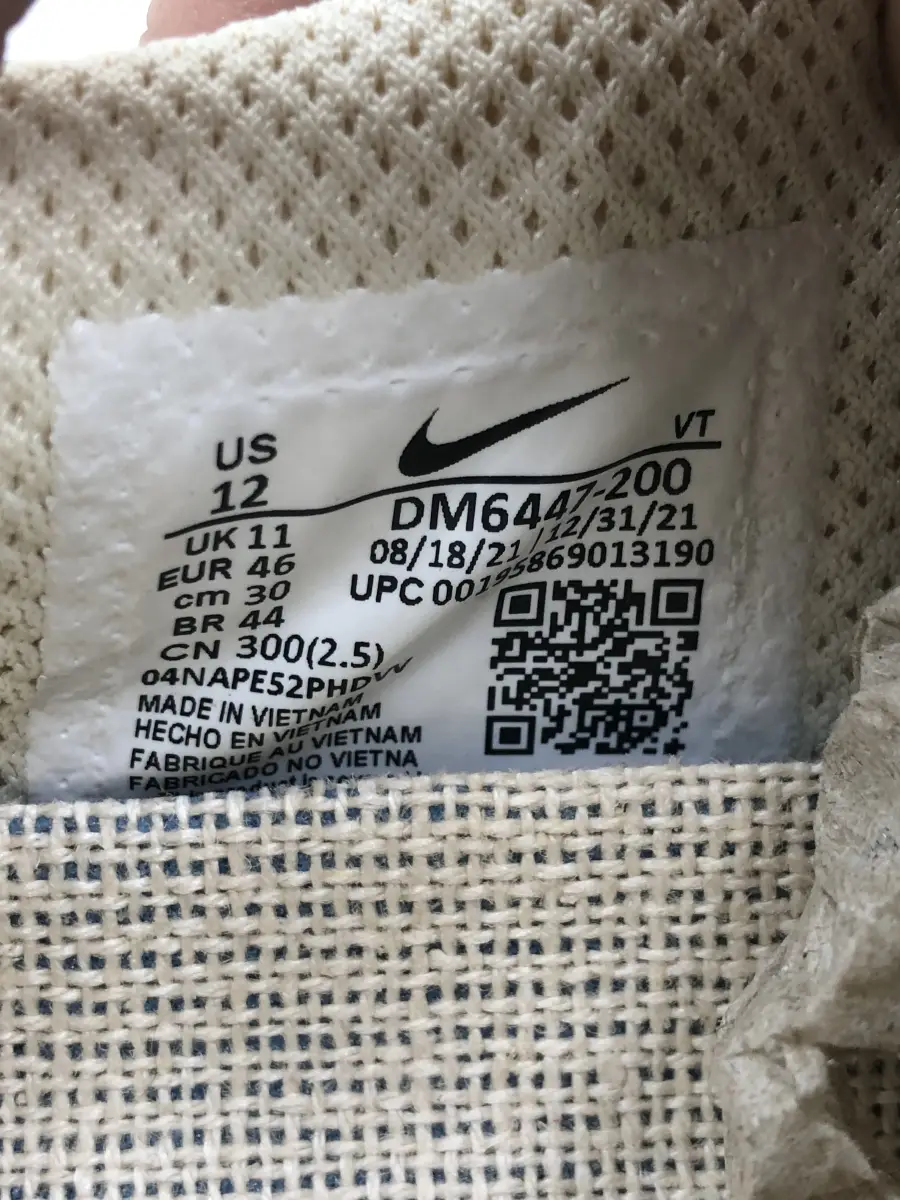 US
12
VT
UK 11
EUR 46
cm 30
BR 44
CN 300(2.5)
04NAPE52PHDVV
MADE IN VIETNAM
HECHO EN VIETNAM
FABRIQUE AU VIETNAM
FABRICADO NO VIETNA
DM6447-200
08/18/21 / 12/31/21
UPC 00195869013190